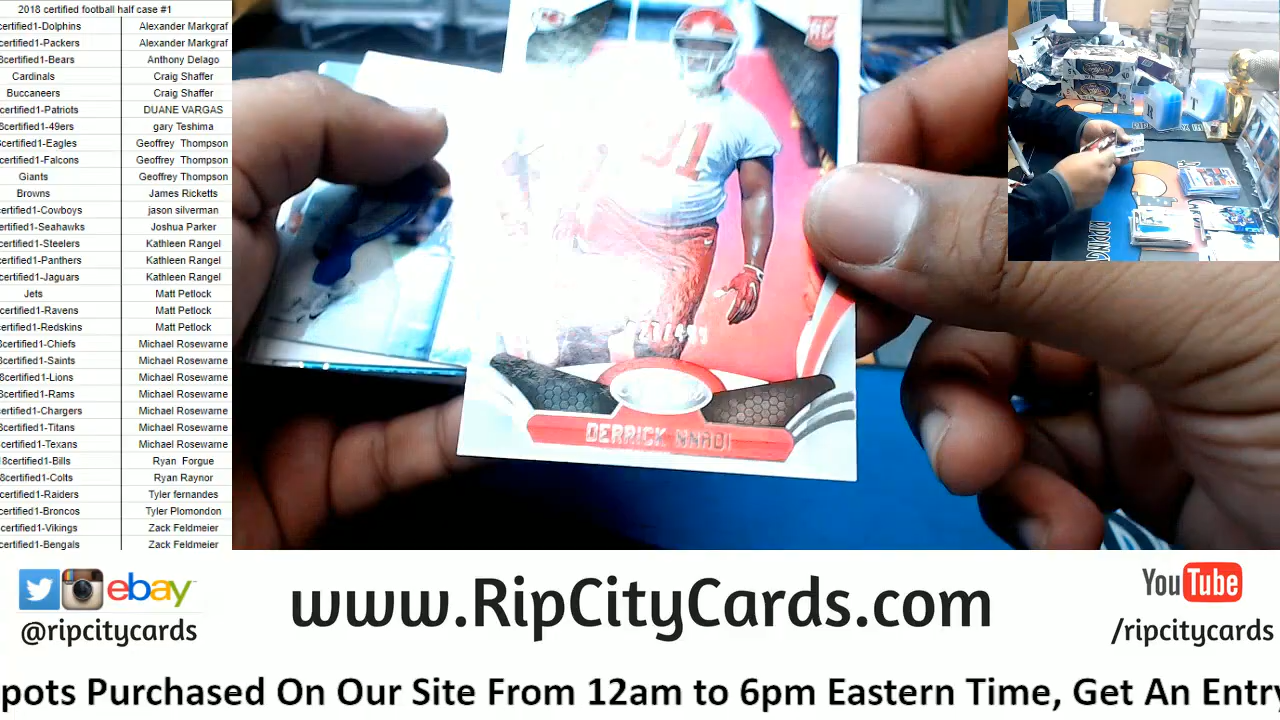 2018 certified football half case #1
certified1-Dolphins Alexander Markgraf
certified1-Packers Alexander Markgraf
certified1-Bears Anthony Delago
Cardinals Craig Shaffer
Buccaneers Craig Shaffer
certified1-Patriots DUANE VARGAS
8certified1-49ers gary Teshima
8certified1-Eagles Geoffrey Thompson
certified1-Falcons Geoffrey Thompson
Giants Geoffrey Thompson
Browns James Ricketts
certified1-Cowboys jason silverman
certified1-Seahawks Joshua Parker
certified1-Steelers Kathleen Rangel
certified1-Panthers Kathleen Rangel
certified1-Jaguars Kathleen Rangel
Jets Matt Petlock
certified1-Ravens Matt Petlock
certified1-Redskins Matt Petlock
certified1-Chiefs Michael Rosewarne
certified1-Saints Michael Rosewarne
8certified1-Lions Michael Rosewarne
8certified1-Rams Michael Rosewarne
certified1-Chargers Michael Rosewarne
certified1-Titans Michael Rosewarne
certified1-Texans Michael Rosewarne
18certified1-Bills Ryan Forgue
8certified1-Colts Ryan Raynor
certified1-Raiders Tyler fernandes
certified1-Broncos Tyler Plomondon
certified1-Vikings Zack Feldmeier
certified1-Bengals Zack Feldmeier
RC
91
DERRICK NNADI
ebay
@ripcitycards
www.RipCityCards.com
YouTube
/ripcitycards
pots Purchased On Our Site From 12am to 6pm Eastern Time, Get An Entry